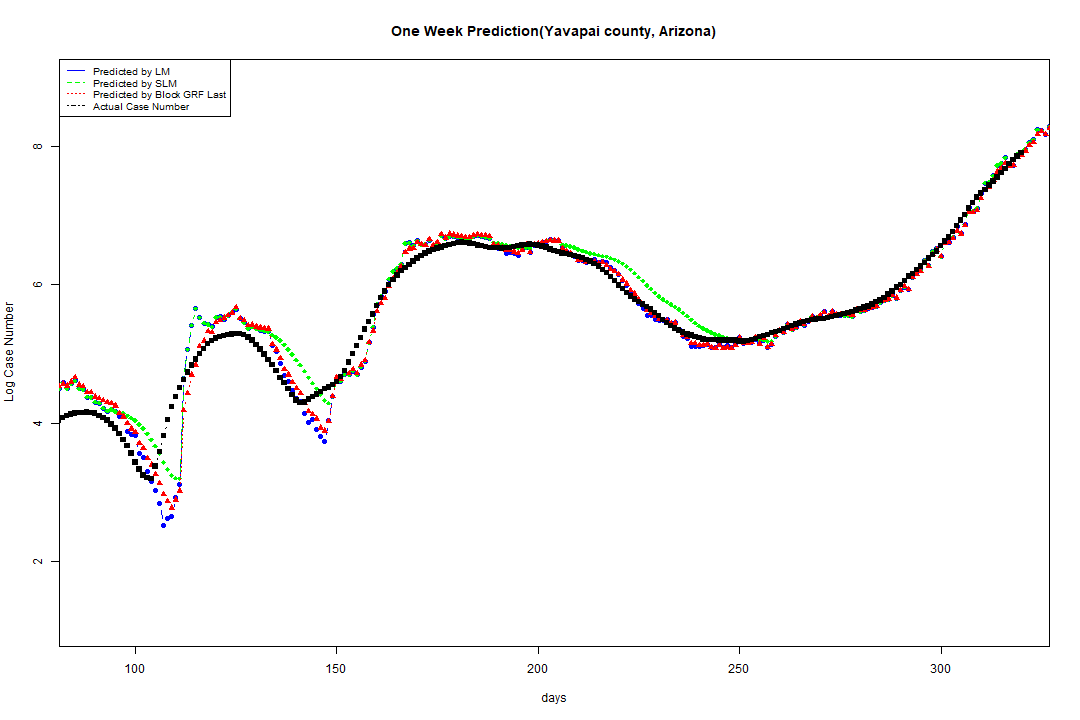 One Week Prediction(Yavapai county, Arizona)
Predicted by LM
Predicted by SLM
Predicted by Block GRF Last
Actual Case Number
8
6
4
2
Log Case Number
100 150 200 250 300
days